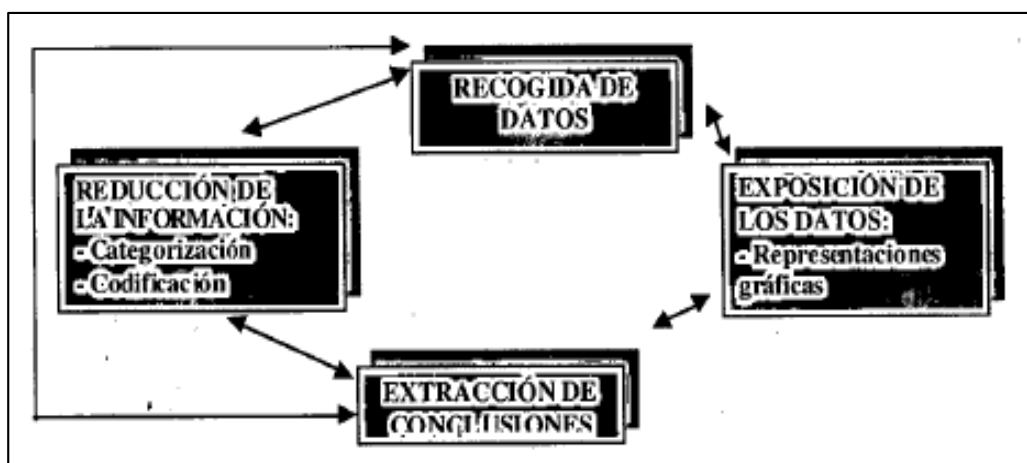 RECOGIDA DE
DATOS
REDUCCIÓN DE
LA INFORMACIÓN:
- Categorización
- Codificación
EXPOSICIÓN DE
LOS DATOS:
- Representaciones
gráficas
EXTRACCIÓN DE
CONCLUSIONES